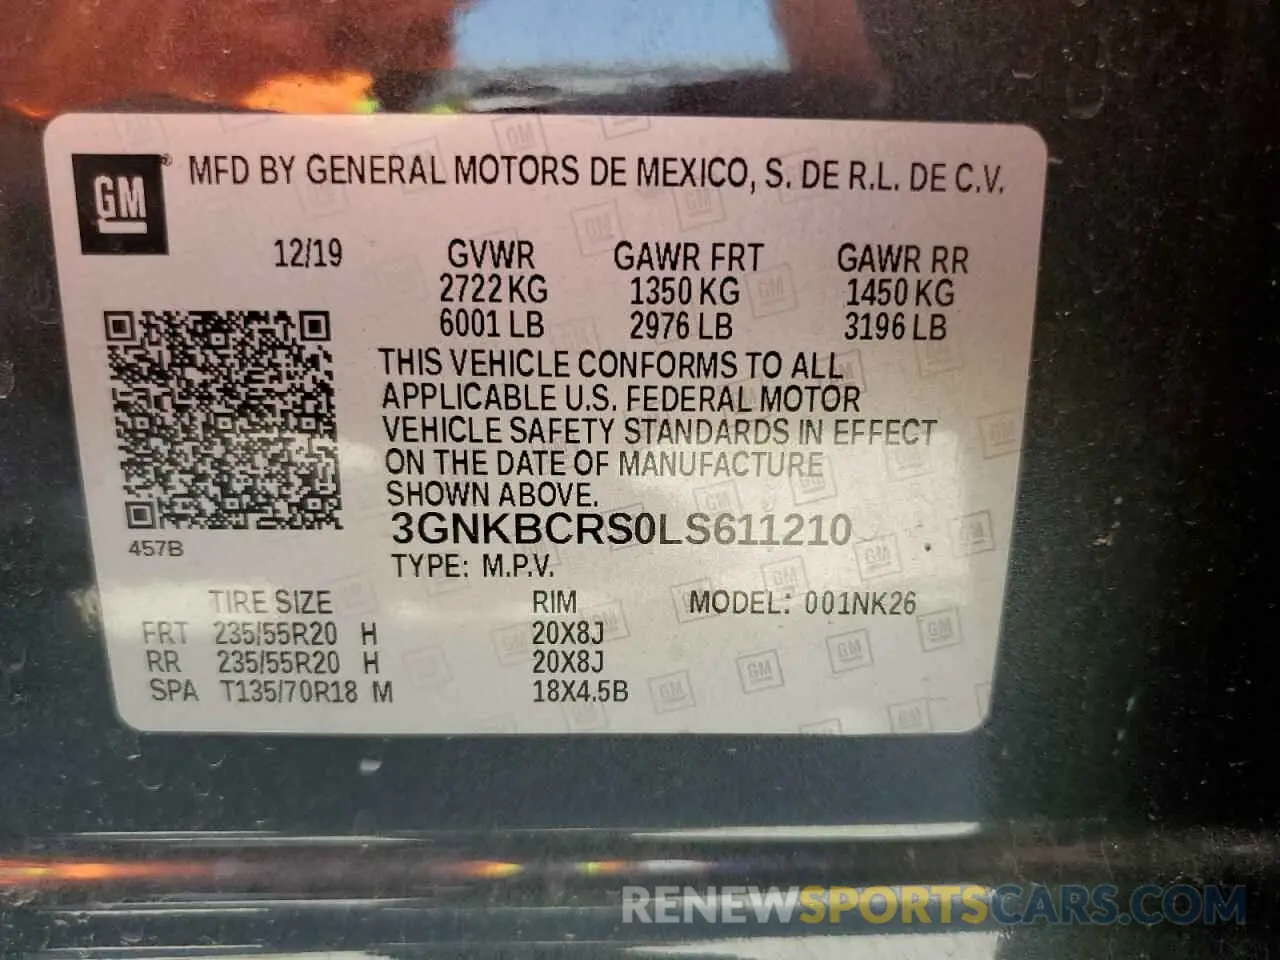 GM® MFD BY GENERAL MOTORS DE MEXICO, S. DE R.L. DE C.V.
12/19 GVWR GAWR FRT GAWR RR
2722 KG 1350 KG 1450 KG
6001 LB 2976 LB 3196 LB
THIS VEHICLE CONFORMS TO ALL
APPLICABLE U.S. FEDERAL MOTOR
VEHICLE SAFETY STANDARDS IN EFFECT
ON THE DATE OF MANUFACTURE
SHOWN ABOVE.
3GNKBCRS0LS611210
457B
TYPE: M.P.V.
TIRE SIZE RIM MODEL: 001NK26
FRT 235/55R20 H 20X8J
RR 235/55R20 H 20X8J
SPA T135/70R18 M 18X4.5B
RENEWSPORTSCARS.COM